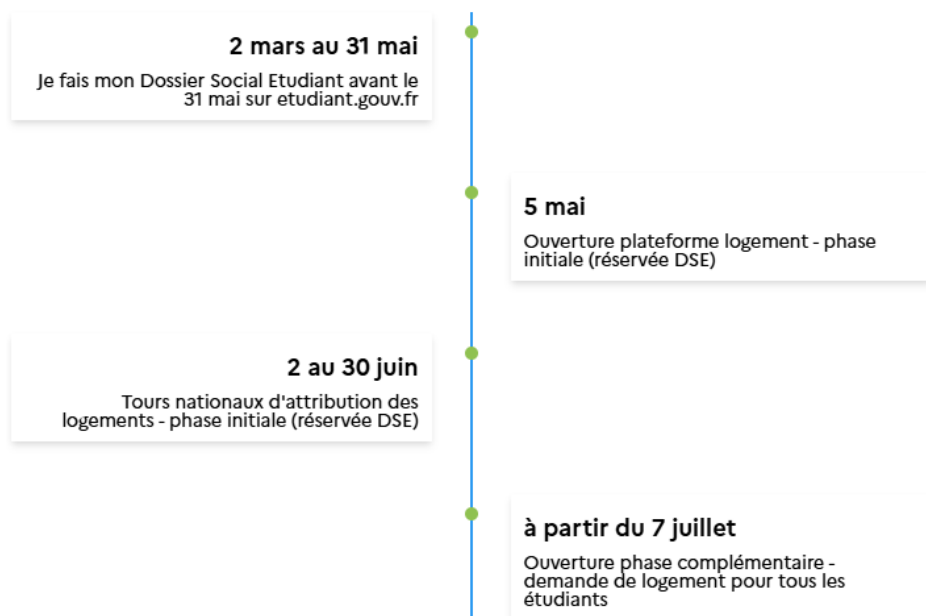 2 mars au 31 mai
Je fais mon Dossier Social Etudiant avant le
31 mai sur etudiant.gouv.fr
5 mai
Ouverture plateforme logement - phase
initiale (réservée DSE)
2 au 30 juin
Tours nationaux d'attribution des
logements - phase initiale (réservée DSE)
à partir du 7 juillet
Ouverture phase complémentaire -
demande de logement pour tous les
étudiants